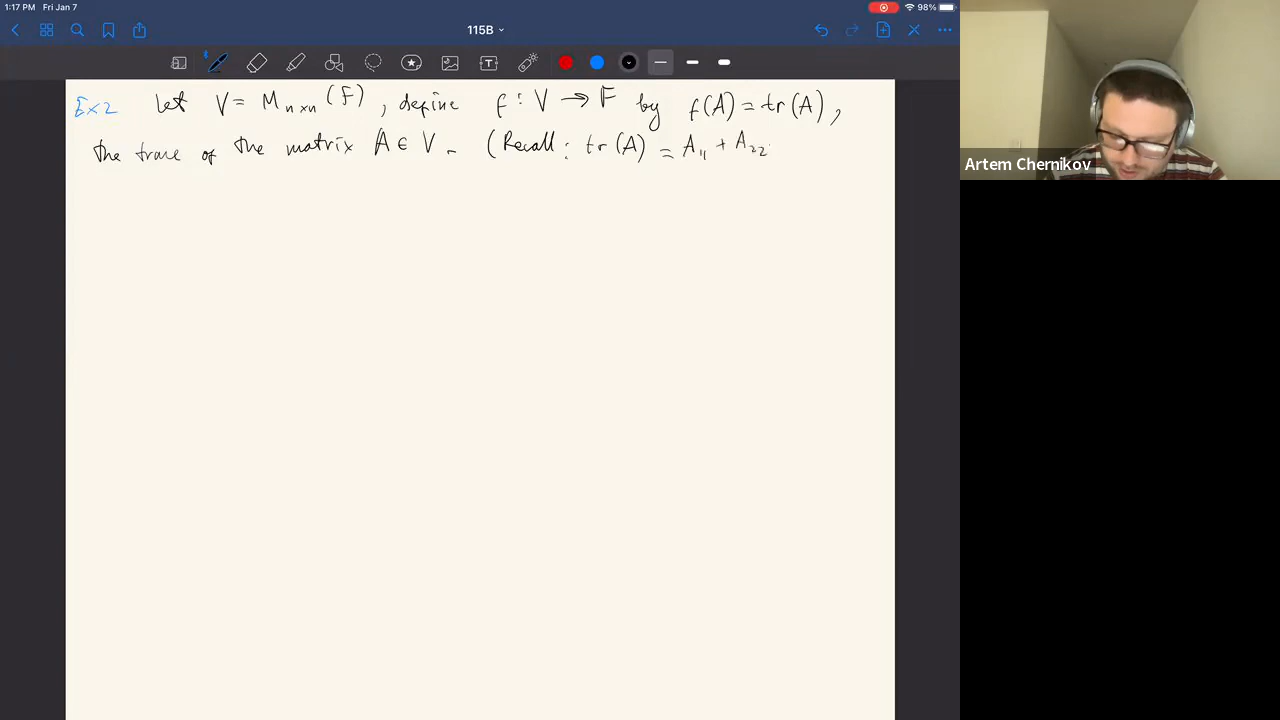 1:17 PM Fri Jan 7
98%
115B
Ex2 Let V = M_{n×n}(F), define f : V → F by f(A) = tr(A),
the trace of the matrix A ∈ V. (Recall: tr(A) = A_{11} + A_{22}
Artem Chernikov